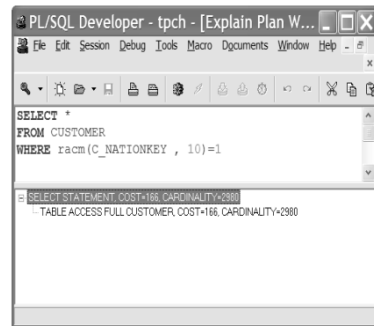 PL/SQL Developer - tpch - [Explain Plan W...
File Edit Session Debug Tools Macro Documents Window Help
SELECT *
FROM CUSTOMER
WHERE racm(C_NATIONKEY , 10)=1
SELECT STATEMENT, COST=166, CARDINALITY=2980
TABLE ACCESS FULL CUSTOMER, COST=166, CARDINALITY=2980